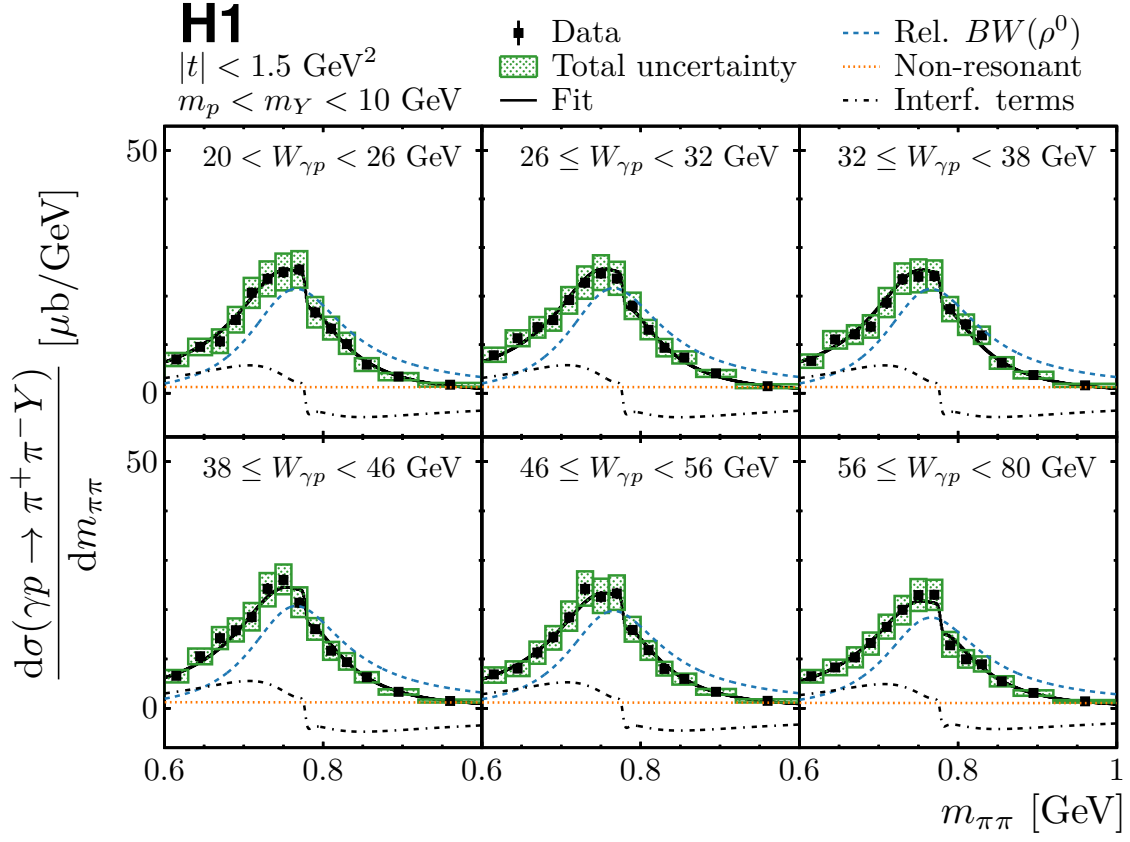 H1
|t| < 1.5 GeV²
m_p < m_Y < 10 GeV
Data
Total uncertainty
Fit
Rel. BW(ρ⁰)
Non-resonant
Interf. terms
20 < W_γp < 26 GeV
26 ≤ W_γp < 32 GeV
32 ≤ W_γp < 38 GeV
50
0
38 ≤ W_γp < 46 GeV
46 ≤ W_γp < 56 GeV
56 ≤ W_γp < 80 GeV
50
0
0.6 0.8 0.6 0.8 0.6 0.8 1
m_ππ [GeV]
dσ(γp → π⁺π⁻Y)
dm_ππ
[μb/GeV]